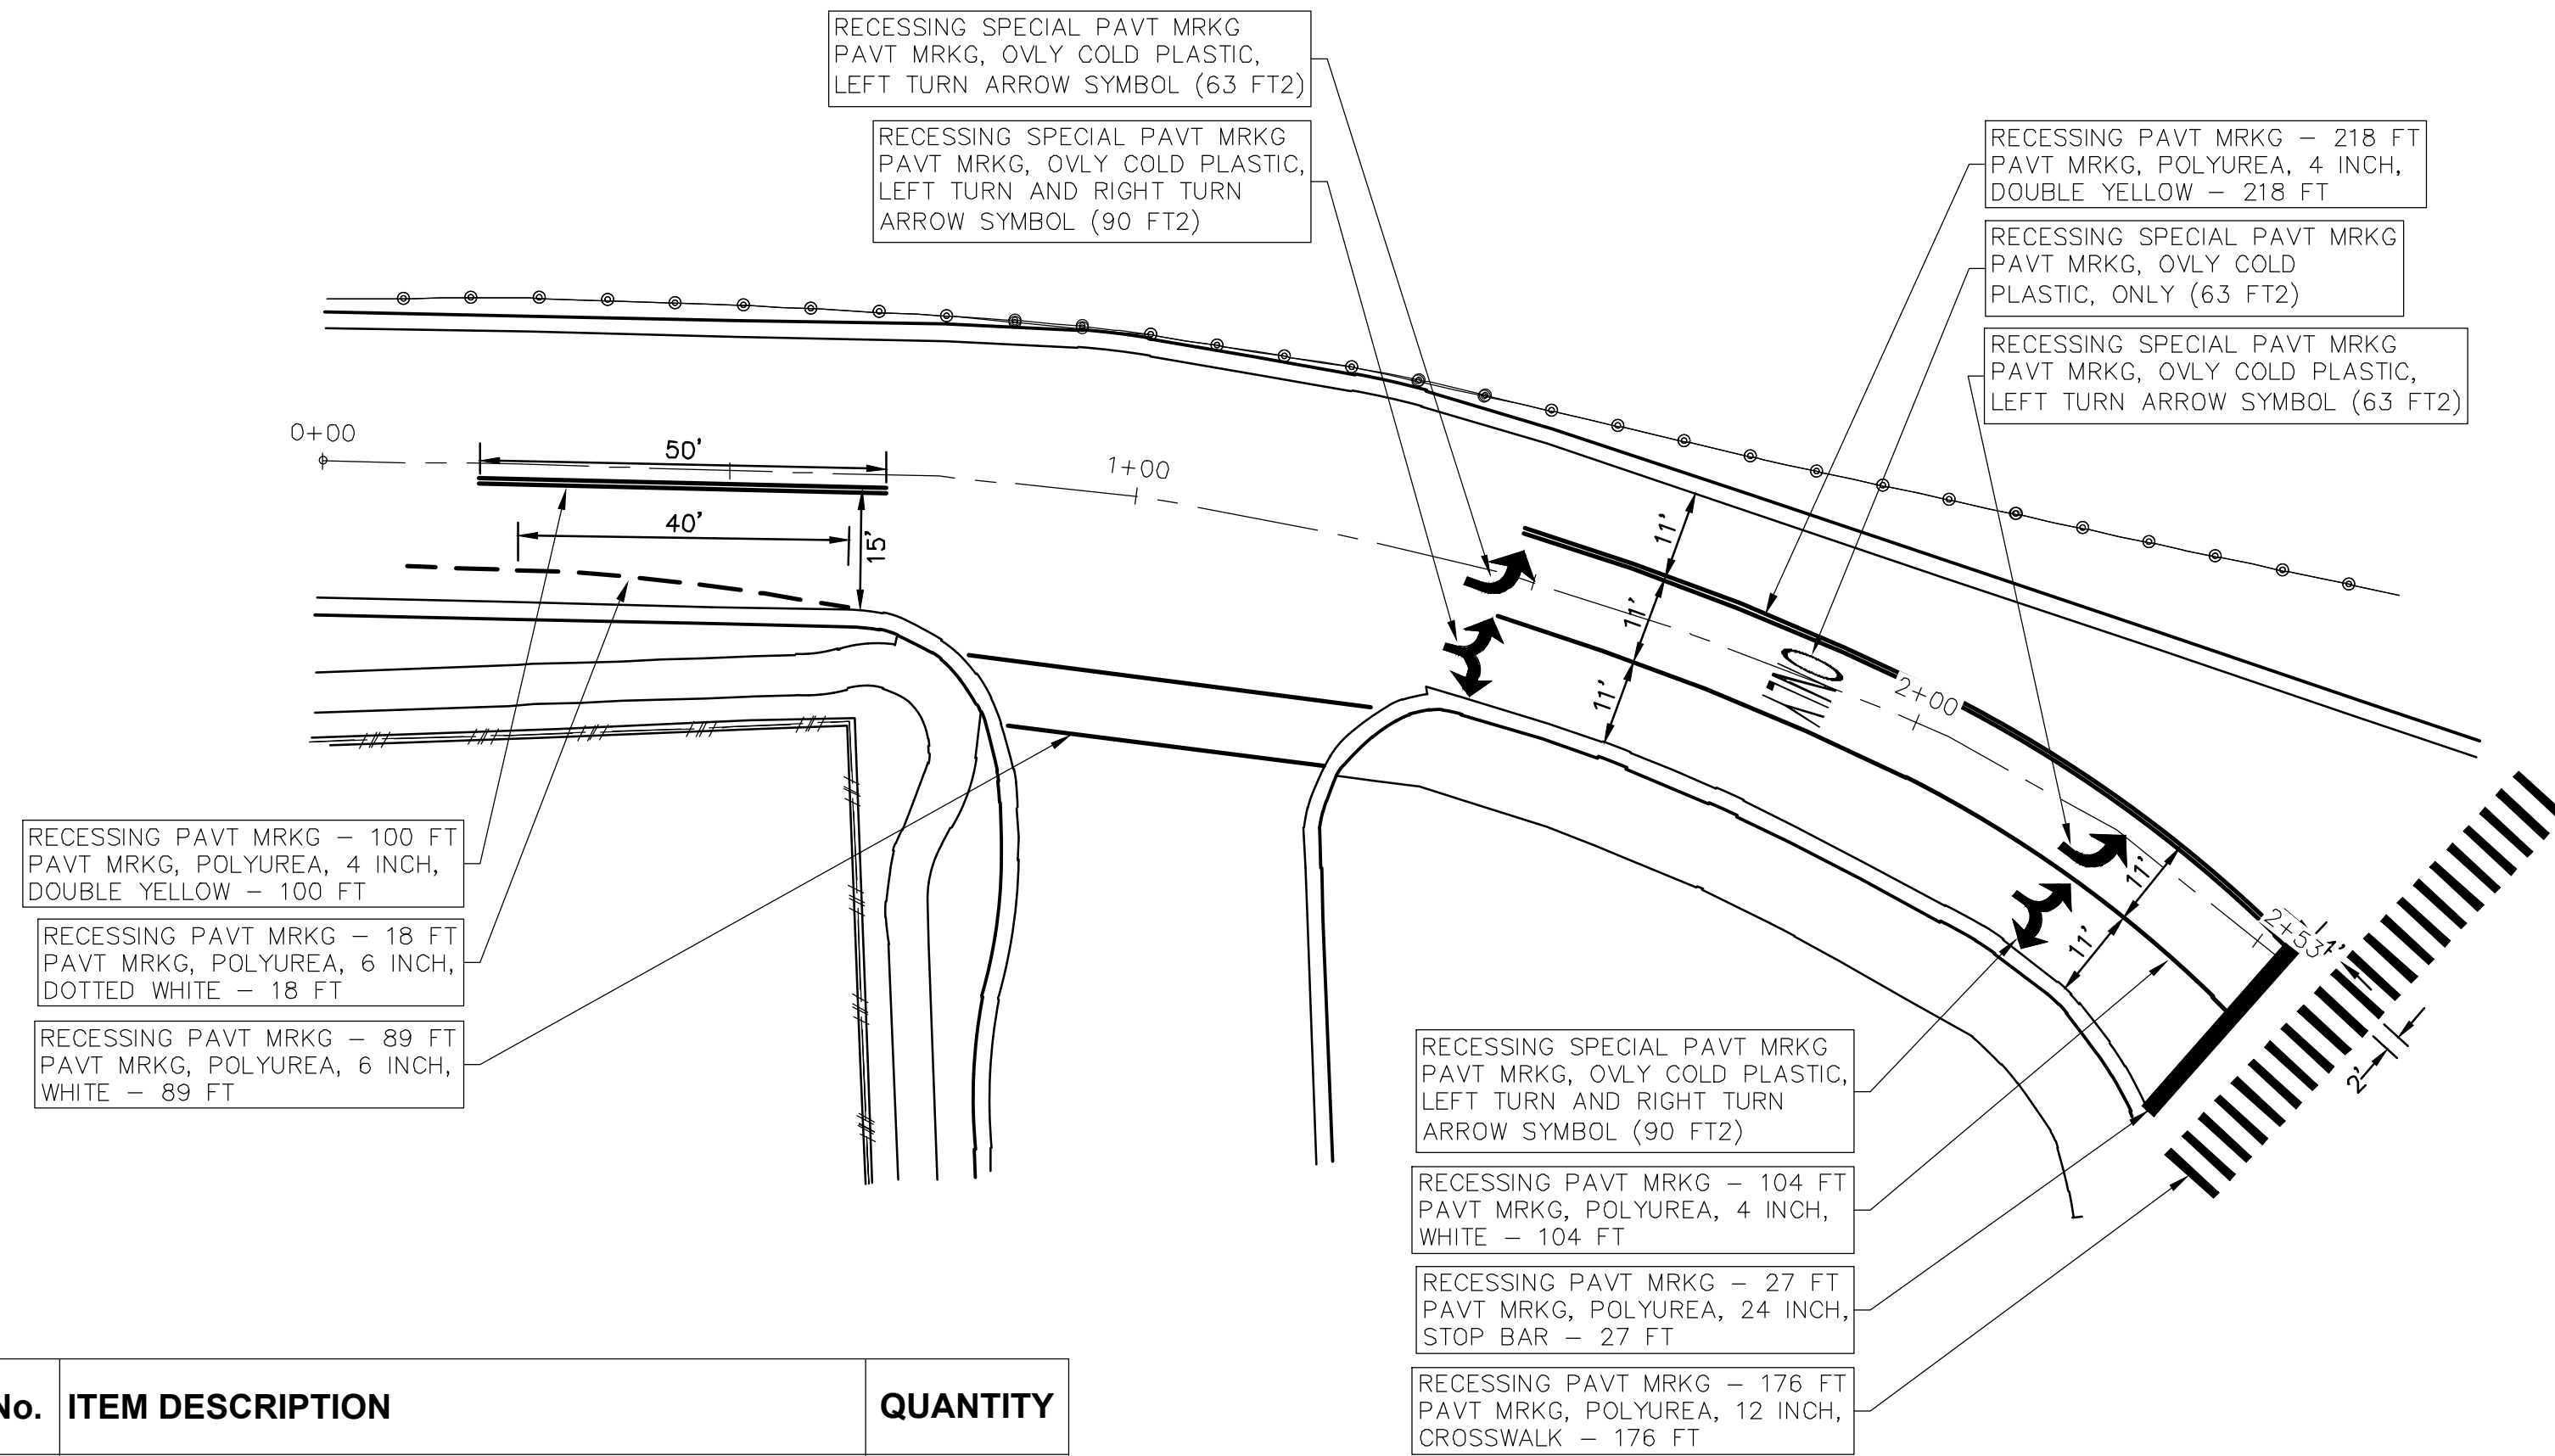 RECESSING SPECIAL PAVT MRKG
PAVT MRKG, OVLY COLD PLASTIC,
LEFT TURN ARROW SYMBOL (63 FT2)
RECESSING SPECIAL PAVT MRKG
PAVT MRKG, OVLY COLD PLASTIC,
LEFT TURN AND RIGHT TURN
ARROW SYMBOL (90 FT2)
RECESSING PAVT MRKG – 218 FT
PAVT MRKG, POLYUREA, 4 INCH,
DOUBLE YELLOW – 218 FT
RECESSING SPECIAL PAVT MRKG
PAVT MRKG, OVLY COLD
PLASTIC, ONLY (63 FT2)
RECESSING SPECIAL PAVT MRKG
PAVT MRKG, OVLY COLD PLASTIC,
LEFT TURN ARROW SYMBOL (63 FT2)
0+00
50'
1+00
40'
15'
11'
11'
11'
2+00
11'
11'
2+53
4'
2'
RECESSING PAVT MRKG – 100 FT
PAVT MRKG, POLYUREA, 4 INCH,
DOUBLE YELLOW – 100 FT
RECESSING PAVT MRKG – 18 FT
PAVT MRKG, POLYUREA, 6 INCH,
DOTTED WHITE – 18 FT
RECESSING PAVT MRKG – 89 FT
PAVT MRKG, POLYUREA, 6 INCH,
WHITE – 89 FT
RECESSING SPECIAL PAVT MRKG
PAVT MRKG, OVLY COLD PLASTIC,
LEFT TURN AND RIGHT TURN
ARROW SYMBOL (90 FT2)
RECESSING PAVT MRKG – 104 FT
PAVT MRKG, POLYUREA, 4 INCH,
WHITE – 104 FT
RECESSING PAVT MRKG – 27 FT
PAVT MRKG, POLYUREA, 24 INCH,
STOP BAR – 27 FT
RECESSING PAVT MRKG – 176 FT
PAVT MRKG, POLYUREA, 12 INCH,
CROSSWALK – 176 FT
No. ITEM DESCRIPTION QUANTITY